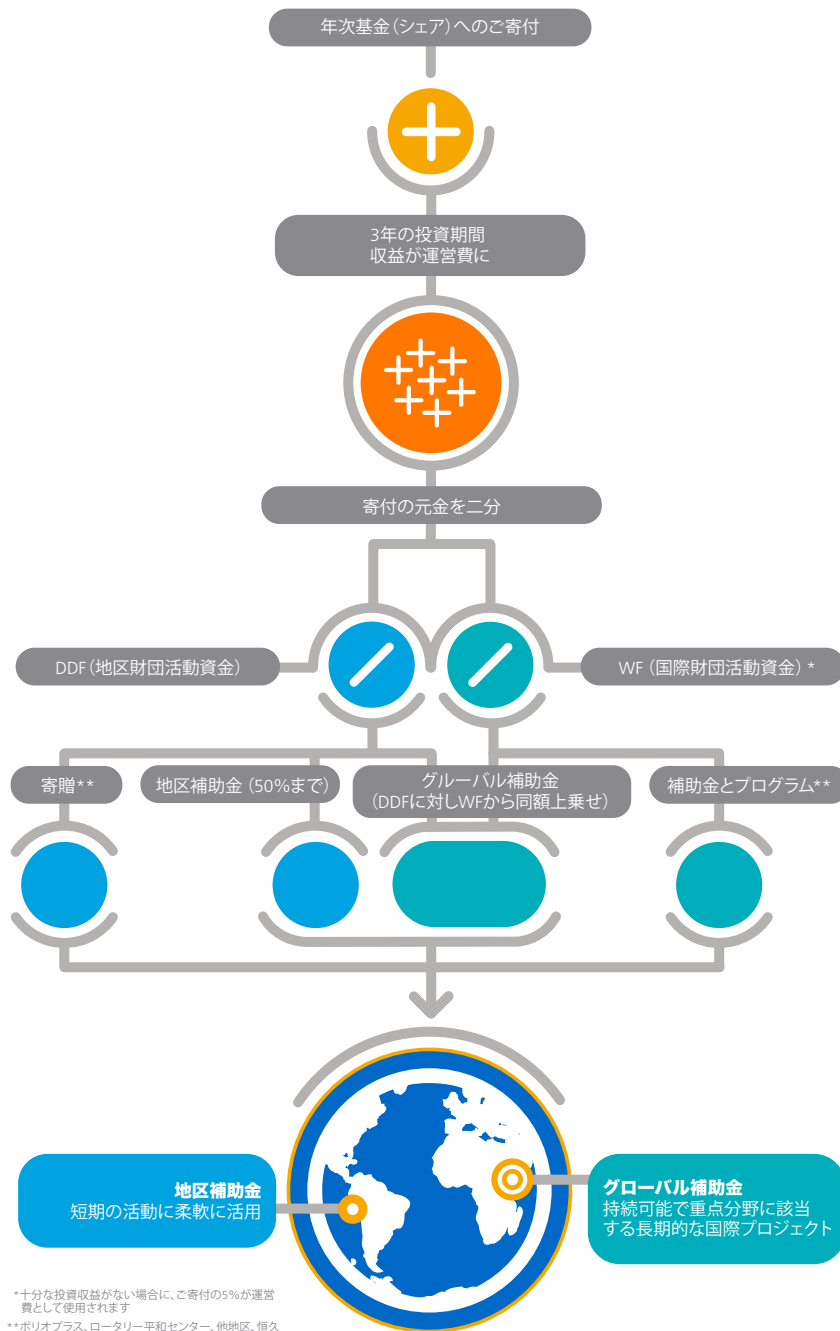 年次基金(シェア)へのご寄付
3年の投資期間
収益が運営費に
寄付の元金を二分
DDF(地区財団活動資金)
WF(国際財団活動資金)*
寄贈**
地区補助金(50%まで)
グルーバル補助金
(DDFに対しWFから同額上乗せ)
補助金とプログラム**
地区補助金
短期の活動に柔軟に活用
グローバル補助金
持続可能で重点分野に該当
する長期的な国際プロジェクト
*十分な投資収益がない場合に、ご寄付の5%が運営
費として使用されます
**ポリオプラス、ロータリー平和センター、他地区、恒久